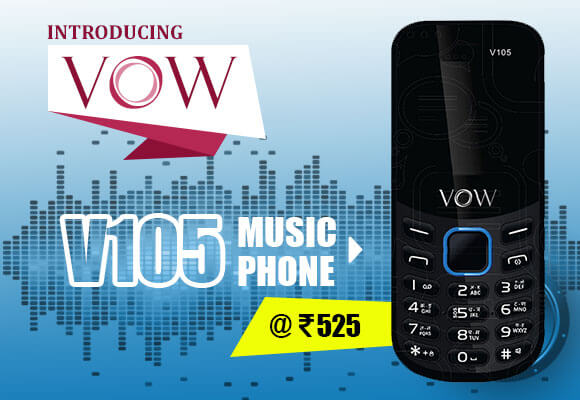 INTRODUCING
VOW
V105 MUSIC
PHONE
@ ₹525
V105
VOW
1
2 ABC
3 DEF
4 GHI
5 JKL
6 MNO
7 PQRS
8 TUV
9 WXYZ
*+
0
#